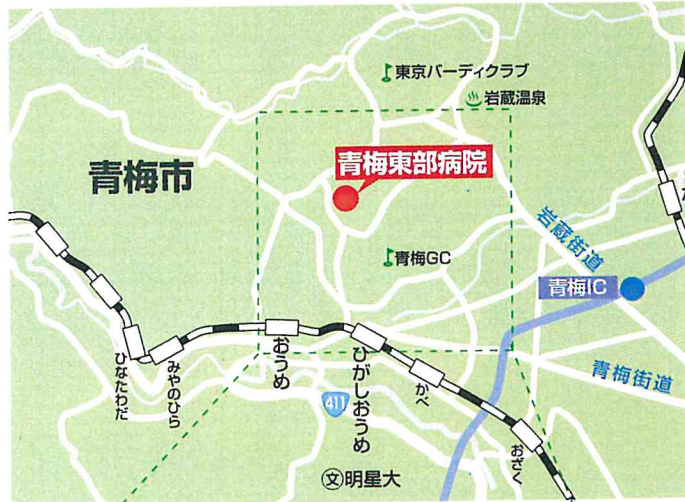 東京バーディクラブ
岩蔵温泉
青梅東部病院
青梅市
岩蔵街道
青梅GC
青梅IC
青梅街道
ひなたわだ
みやのひら
おうめ
ひがしおうめ
かべ
おざく
411
文明星大